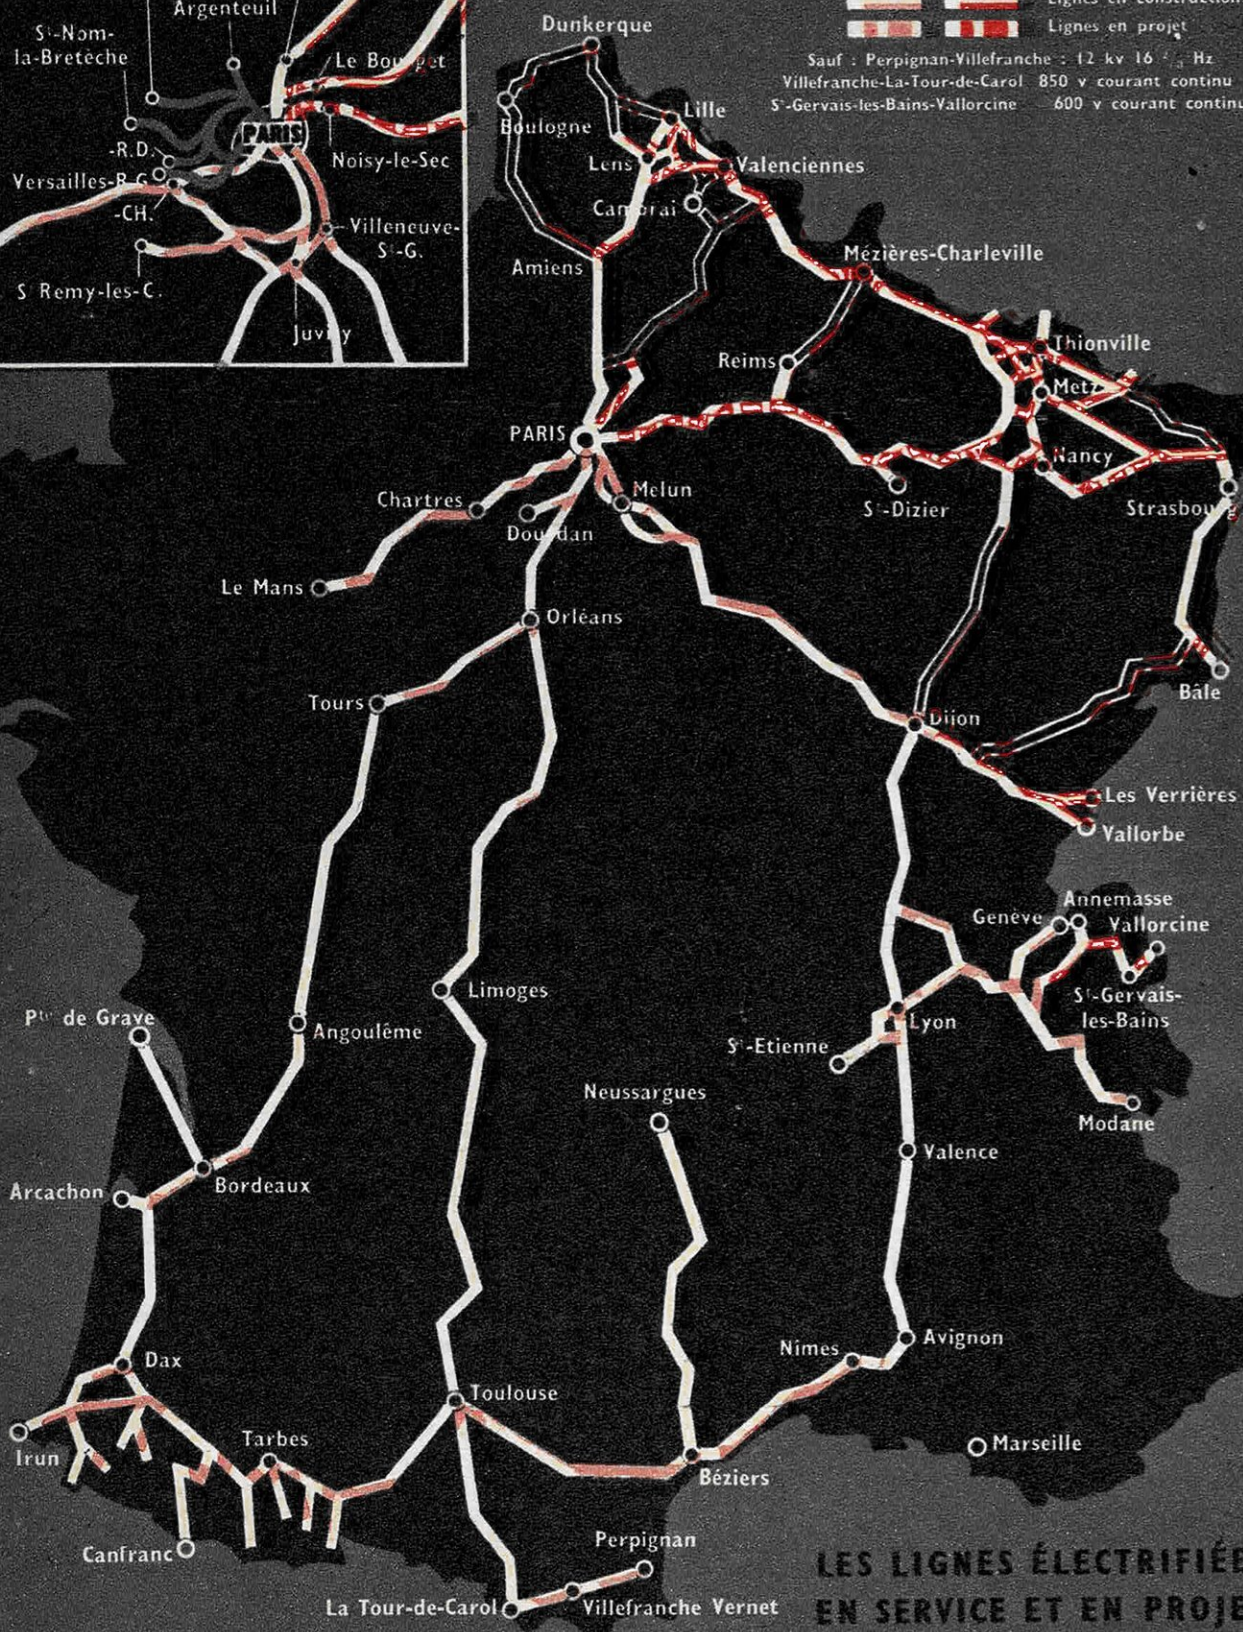 Argenteuil
St-Nom-
la-Bretèche
Le Bourget
PARIS
-R.D.
Versailles-R.G.
-CH.
Noisy-le-Sec
Villeneuve-
St-G.
St Remy-les-C.
Juvisy
Lignes en construction
Lignes en projet
Sauf : Perpignan-Villefranche : 12 kv 16 2/3 Hz
Villefranche-La-Tour-de-Carol 850 v courant continu
St-Gervais-les-Bains-Vallorcine 600 v courant continu
Dunkerque
Boulogne
Lille
Lens
Valenciennes
Cambrai
Amiens
Mézières-Charleville
Reims
Thionville
Metz
PARIS
Nancy
Chartres
Melun
Dourdan
St-Dizier
Strasbourg
Le Mans
Orléans
Tours
Bâle
Dijon
Les Verrières
Vallorbe
Annemasse
Genève
Vallorcine
Limoges
St-Gervais-
les-Bains
Pte de Grave
Angoulême
Lyon
St-Etienne
Neussargues
Modane
Valence
Arcachon
Bordeaux
Avignon
Nimes
Dax
Toulouse
Irun
Tarbes
Marseille
Béziers
Canfranc
Perpignan
La Tour-de-Carol
Villefranche Vernet
LES LIGNES ÉLECTRIFIÉE
EN SERVICE ET EN PROJE